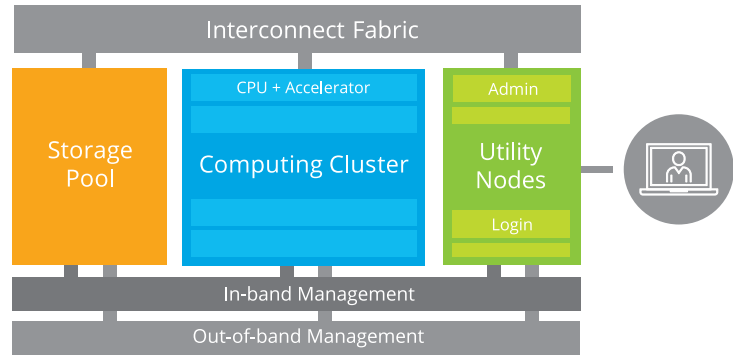 Interconnect Fabric
Storage
Pool
CPU + Accelerator
Computing Cluster
Admin
Utility
Nodes
Login
In-band Management
Out-of-band Management